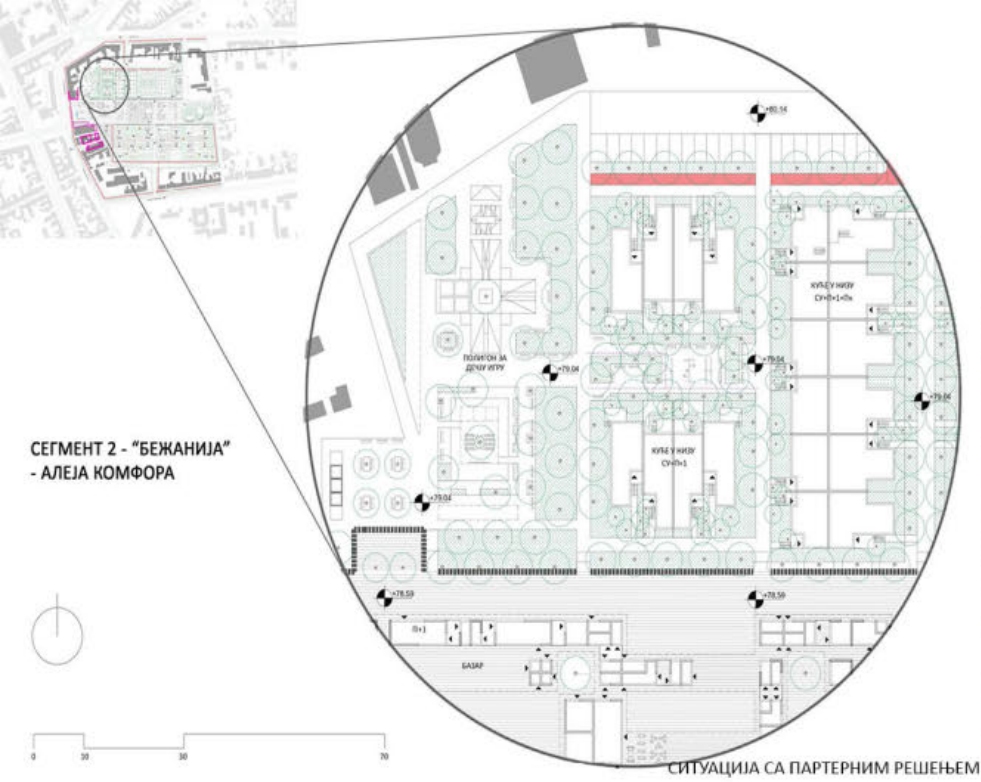 +80.14
КУЋЕ У НИЗУ
СУ+П+1+Пк
ПОЛИГОН ЗА
ДЕЧЈУ ИГРУ
+79.04
+79.04
+79.04
СЕГМЕНТ 2 - “БЕЖАНИЈА”
- АЛЕЈА КОМФОРА
КУЋЕ У НИЗУ
СУ+П+1
+79.04
+78.59
+78.59
П+1
БАЗАР
0 10 30 70
СИТУАЦИЈА СА ПАРТЕРНИМ РЕШЕЊЕМ